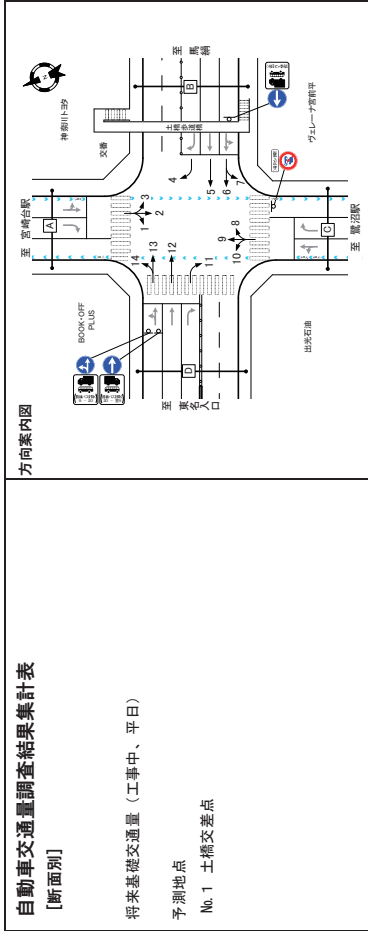 自動車交通量調査結果集計表
[断面別]
将来基礎交通量（工事中、平日）
予測地点
No. 1 土橋交差点
方向案内図
至 宮崎台駅
A
神奈川トヨタ
交番
BOOK・OFF
PLUS
土橋歩道橋
至 馬絹
B
1
2
3
4
5
6
7
8
9
10
11
12
13
14
D
至 東名入口
C
至 鷺沼駅
出光石油
ヴェレーナ宮前平